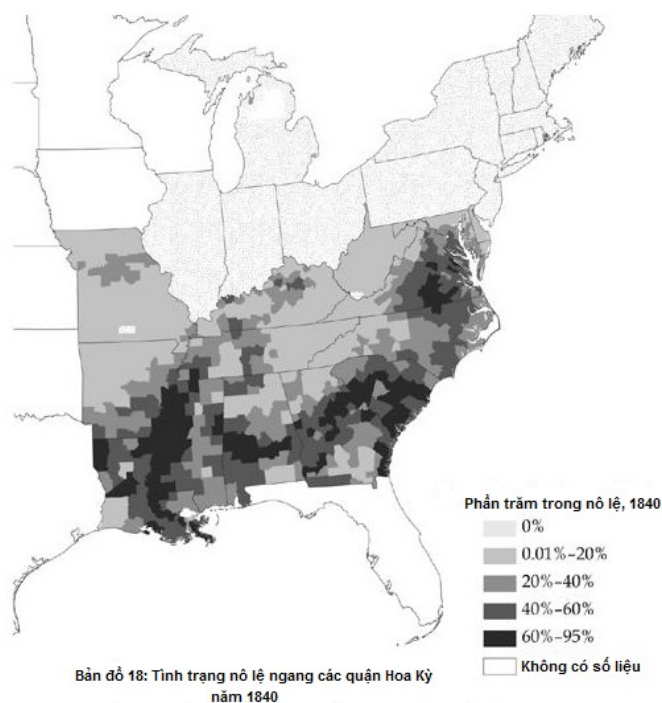 Phần trăm trong nô lệ, 1840
0%
0.01%–20%
20%–40%
40%–60%
60%–95%
Không có số liệu
Bản đồ 18: Tình trạng nô lệ ngang các quận Hoa Kỳ
năm 1840